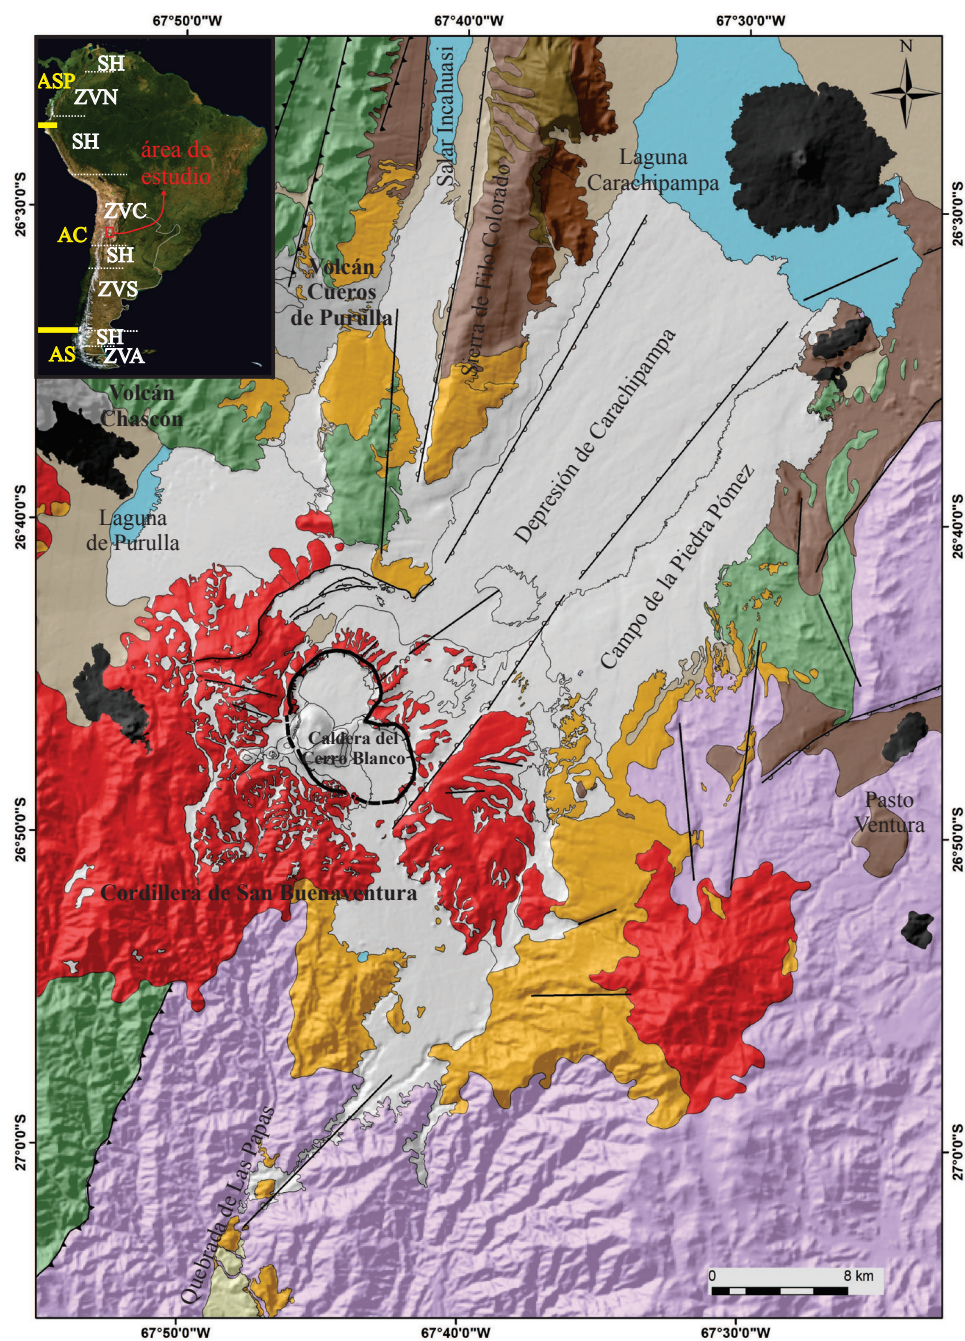 67°50'0"W
67°40'0"W
67°30'0"W
N
SH
ASP
ZVN
SH
área de
estudio
ZVC
AC
SH
ZVS
SH
AS
ZVA
Salar Incahuasi
Laguna
Carachipampa
26°30'0"S
26°30'0"S
Volcán
Cueros
de Purulla
Sierra de Filo Colorado
Volcán
Chascón
Depresión de Carachipampa
Laguna
de Purulla
26°40'0"S
26°40'0"S
Campo de la Piedra Pómez
Caldera del
Cerro Blanco
Pasto
Ventura
26°50'0"S
26°50'0"S
Cordillera de San Buenaventura
27°0'0"S
27°0'0"S
Quebrada de Las Papas
0
8 km
67°50'0"W
67°40'0"W
67°30'0"W